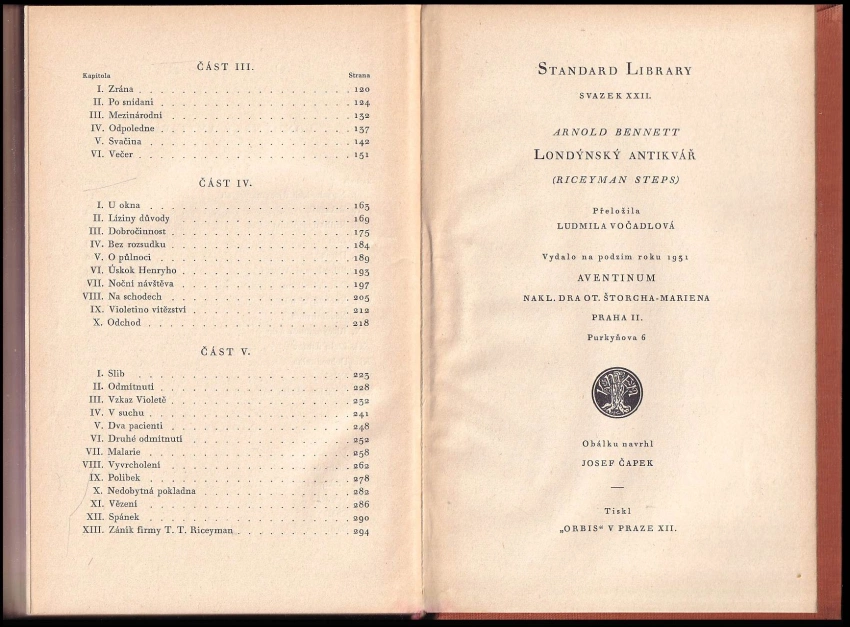 ČÁST III.
Kapitola Strana
I. Zrána . . . . . . . . . . . . . . . . . . . . 120
II. Po snídani . . . . . . . . . . . . . . . . . . 124
III. Mezinárodní . . . . . . . . . . . . . . . . . 132
IV. Odpoledne . . . . . . . . . . . . . . . . . . 137
V. Svačina . . . . . . . . . . . . . . . . . . . 142
VI. Večer . . . . . . . . . . . . . . . . . . . . 151
ČÁST IV.
I. U okna . . . . . . . . . . . . . . . . . . . 163
II. Líziny důvody . . . . . . . . . . . . . . . . 169
III. Dobročinnost . . . . . . . . . . . . . . . . 175
IV. Bez rozsudku . . . . . . . . . . . . . . . . 184
V. O půlnoci . . . . . . . . . . . . . . . . . . 189
VI. Úskok Henryho . . . . . . . . . . . . . . . 193
VII. Noční návštěva . . . . . . . . . . . . . . . 197
VIII. Na schodech . . . . . . . . . . . . . . . . 205
IX. Violetino vítězství . . . . . . . . . . . . . . 212
X. Odchod . . . . . . . . . . . . . . . . . . . 218
ČÁST V.
I. Slib . . . . . . . . . . . . . . . . . . . . . 223
II. Odmítnutí . . . . . . . . . . . . . . . . . . 228
III. Vzkaz Violetě . . . . . . . . . . . . . . . . 232
IV. V suchu . . . . . . . . . . . . . . . . . . . 241
V. Dva pacienti . . . . . . . . . . . . . . . . . 248
VI. Druhé odmítnutí . . . . . . . . . . . . . . 252
VII. Malarie . . . . . . . . . . . . . . . . . . . 258
VIII. Vyvrcholení . . . . . . . . . . . . . . . . 262
IX. Polibek . . . . . . . . . . . . . . . . . . . 278
X. Nedobytná pokladna . . . . . . . . . . . . . 282
XI. Vězení . . . . . . . . . . . . . . . . . . . 286
XII. Spánek . . . . . . . . . . . . . . . . . . . 290
XIII. Zánik firmy T. T. Riceyman . . . . . . . . . 294
STANDARD LIBRARY
SVAZEK XXII.
ARNOLD BENNETT
LONDÝNSKÝ ANTIKVÁŘ
(RICEYMAN STEPS)
Přeložila
LUDMILA VOČADLOVÁ
Vydalo na podzim roku 1931
AVENTINUM
NAKL. DRA OT. ŠTORCHA-MARIENA
PRAHA II.
Purkyňova 6
Obálku navrhl
JOSEF ČAPEK
Tiskl
„ORBIS“ V PRAZE XII.